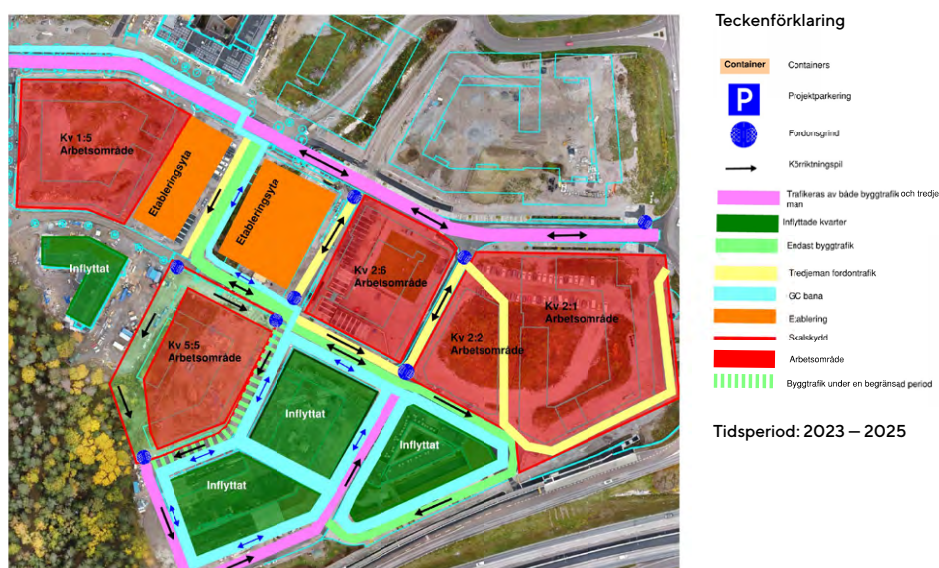 Teckenförklaring
Container
Containers
P
Projektparkering
Fordonsgrind
Körriktningspil
Trafikeras av både byggtrafik och tredje
man
Inflyttade kvarter
Endast byggtrafik
Tredjeman fordontrafik
GC bana
Etablering
Skalskydd
Arbetsområde
Byggtrafik under en begränsad period
Tidsperiod: 2023 – 2025
Kv 1:5
Arbetsområde
Etableringsyta
Etableringsyta
Inflyttat
Kv 2:6
Arbetsområde
Kv 2:1
Arbetsområde
Kv 2:2
Arbetsområde
Kv 5:5
Arbetsområde
Inflyttat
Inflyttat
Inflyttat